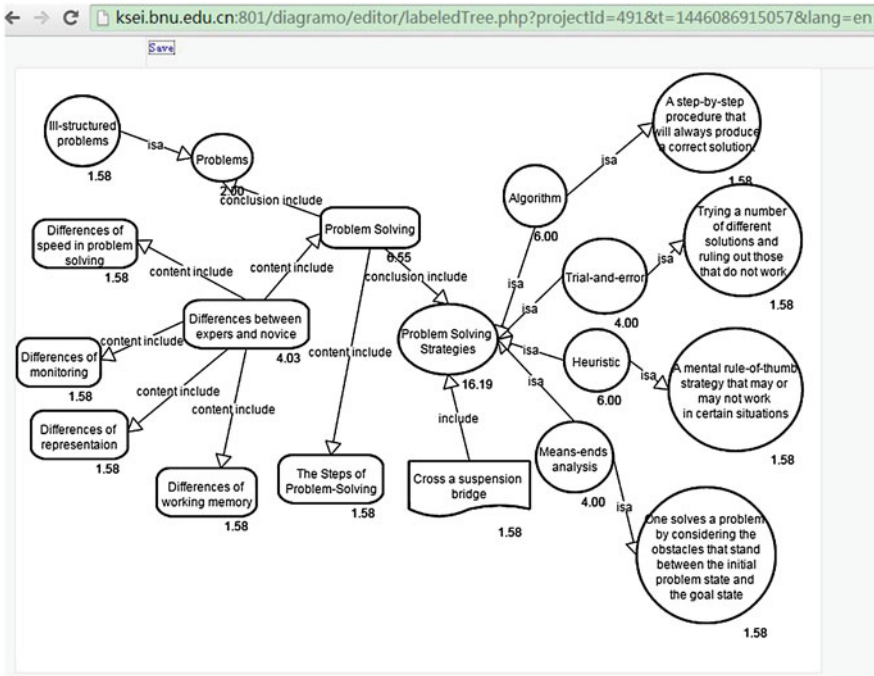 ksei.bnu.edu.cn:801/diagramo/editor/labeledTree.php?projectId=491&t=1446086915057&lang=en
Save
Ill-structured
problems
1.58
isa
Problems
2.00
conclusion include
Problem Solving
6.55
Differences of
speed in problem
solving
1.58
content include
content include
conclusion include
Differences between
expers and novice
4.03
content include
Differences of
monitoring
1.58
content include
content include
content include
Differences of
representaion
1.58
Differences of
working memory
1.58
The Steps of
Problem-Solving
1.58
Problem Solving
Strategies
16.19
include
Cross a suspension
bridge
1.58
Algorithm
6.00
isa
isa
A step-by-step
procedure that
will always produce
a correct solution.
1.58
Trial-and-error
4.00
isa
isa
Trying a number
of different
solutions and
ruling out those
that do not work
1.58
Heuristic
6.00
isa
isa
A mental rule-of-thumb
strategy that may or
may not work
in certain situations
1.58
Means-ends
analysis
4.00
isa
isa
One solves a problem
by considering the
obstacles that stand
between the initial
problem state and
the goal state
1.58